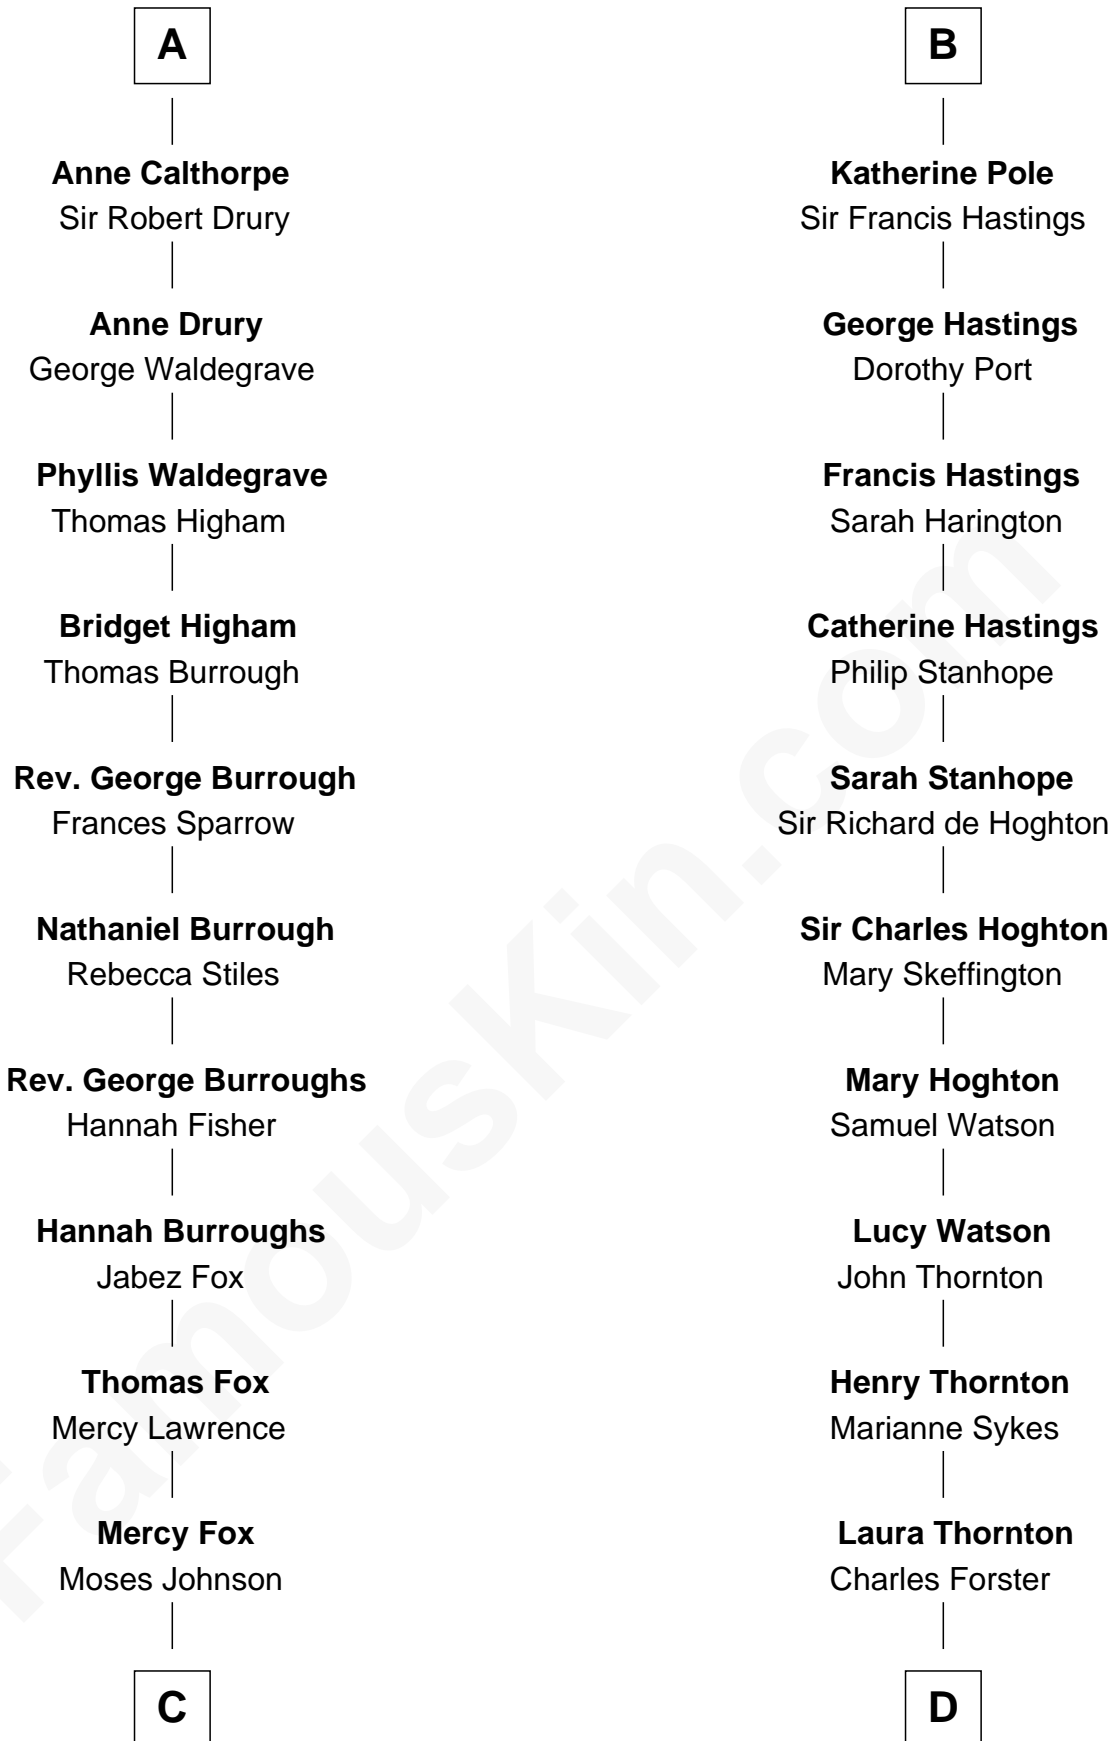 A
Anne Calthorpe
Sir Robert Drury
Anne Drury
George Waldegrave
Phyllis Waldegrave
Thomas Higham
Bridget Higham
Thomas Burrough
Rev. George Burrough
Frances Sparrow
Nathaniel Burrough
Rebecca Stiles
Rev. George Burroughs
Hannah Fisher
Hannah Burroughs
Jabez Fox
Thomas Fox
Mercy Lawrence
Mercy Fox
Moses Johnson
C
B
Katherine Pole
Sir Francis Hastings
George Hastings
Dorothy Port
Francis Hastings
Sarah Harington
Catherine Hastings
Philip Stanhope
Sarah Stanhope
Sir Richard de Hoghton
Sir Charles Hoghton
Mary Skeffington
Mary Hoghton
Samuel Watson
Lucy Watson
John Thornton
Henry Thornton
Marianne Sykes
Laura Thornton
Charles Forster
D
FamousKin.com